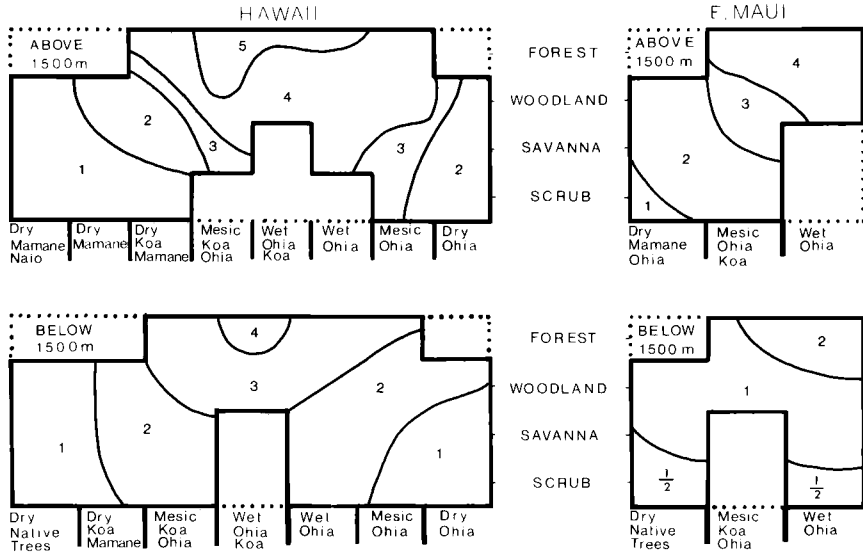 HAWAII
E. MAUI
ABOVE
1500m
5
4
2
3
1
3
2
FOREST
WOODLAND
SAVANNA
SCRUB
ABOVE
1500m
4
3
2
1
Dry Mamane Naio
Dry Mamane
Dry Koa Mamane
Mesic Koa Ohia
Wet Ohia Koa
Wet Ohia
Mesic Ohia
Dry Ohia
Dry Mamane Ohia
Mesic Ohia Koa
Wet Ohia
BELOW
1500m
4
3
2
2
1
1
FOREST
WOODLAND
SAVANNA
SCRUB
BELOW
1500m
2
1
1/2
1/2
Dry Native Trees
Dry Koa Mamane
Mesic Koa Ohia
Wet Ohia Koa
Wet Ohia
Mesic Ohia
Dry Ohia
Dry Native Trees
Mesic Koa Ohia
Wet Ohia